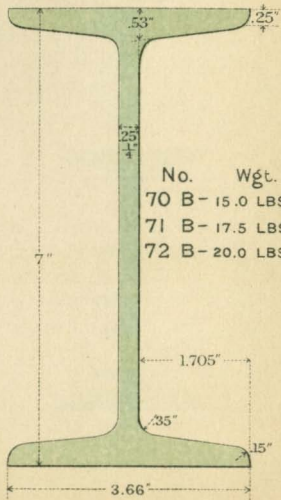 .53"
.25"
.25"
1/4"
No. Wgt.
70 B- 15.0 LBS
71 B- 17.5 LBS
72 B- 20.0 LBS
7"
1.705"
.35"
.15"
3.66"